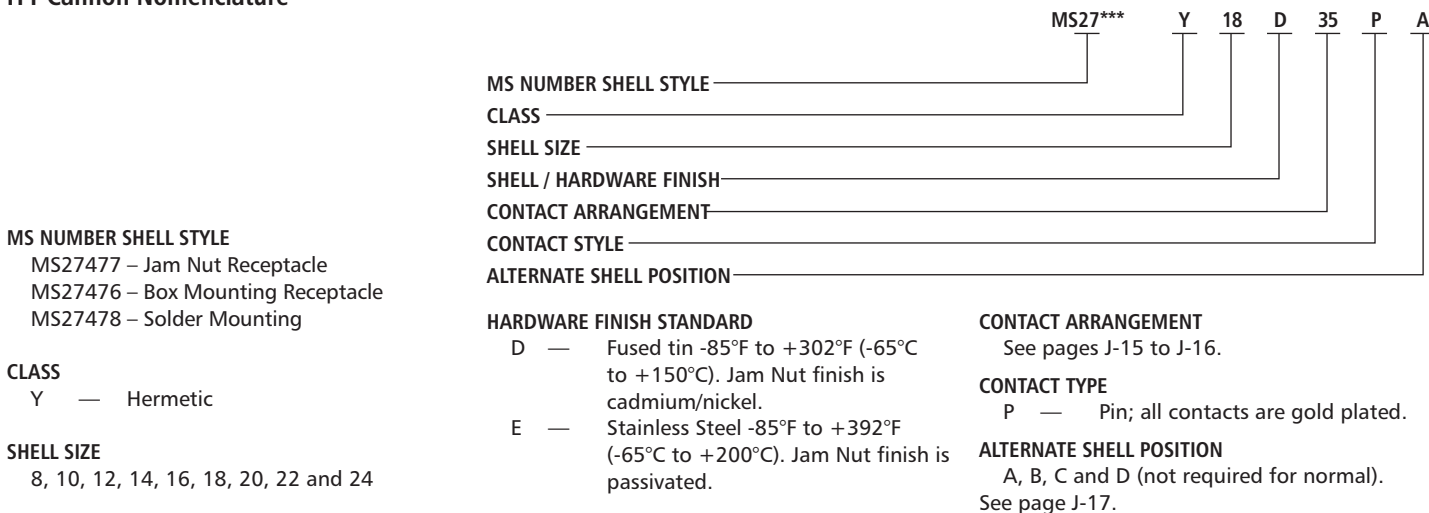 MS27*** Y 18 D 35 P A
MS NUMBER SHELL STYLE
CLASS
SHELL SIZE
SHELL / HARDWARE FINISH
CONTACT ARRANGEMENT
CONTACT STYLE
ALTERNATE SHELL POSITION
MS NUMBER SHELL STYLE
MS27477 – Jam Nut Receptacle
MS27476 – Box Mounting Receptacle
MS27478 – Solder Mounting
CLASS
Y — Hermetic
SHELL SIZE
8, 10, 12, 14, 16, 18, 20, 22 and 24
HARDWARE FINISH STANDARD
D — Fused tin -85°F to +302°F (-65°C
to +150°C). Jam Nut finish is
cadmium/nickel.
E — Stainless Steel -85°F to +392°F
(-65°C to +200°C). Jam Nut finish is
passivated.
CONTACT ARRANGEMENT
See pages J-15 to J-16.
CONTACT TYPE
P — Pin; all contacts are gold plated.
ALTERNATE SHELL POSITION
A, B, C and D (not required for normal).
See page J-17.